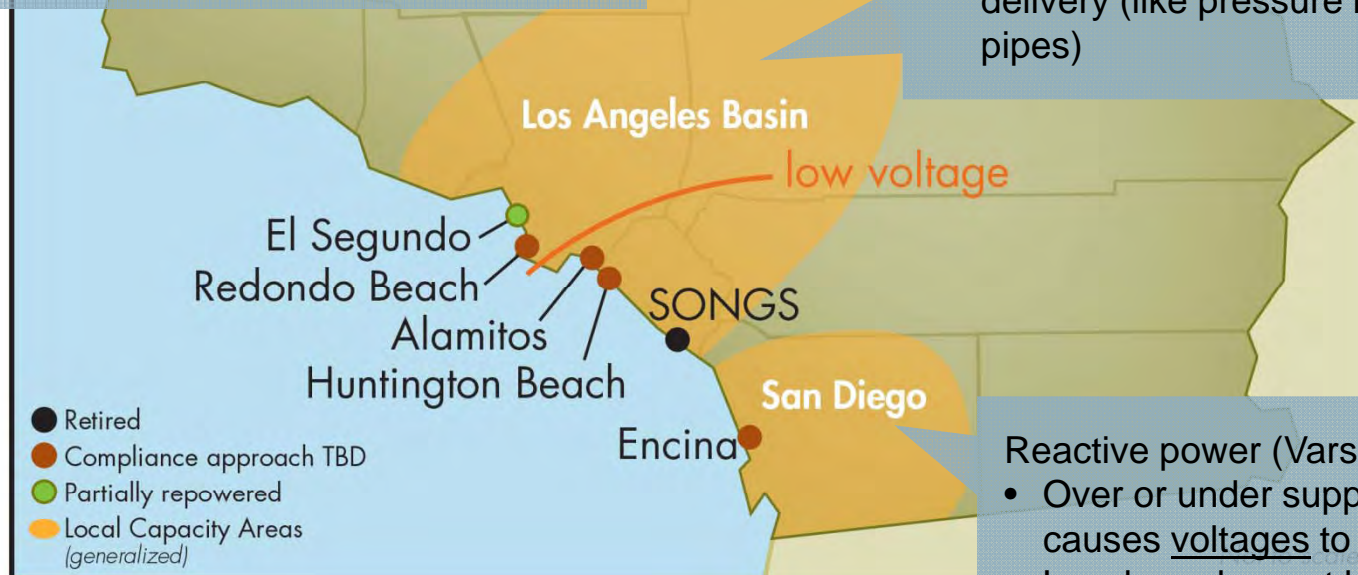 delivery (like pressure
pipes)
Los Angeles Basin
low voltage
El Segundo
Redondo Beach
SONGS
Alamitos
Huntington Beach
San Diego
Encina
Retired
Compliance approach TBD
Partially repowered
Local Capacity Areas
(generalized)
Reactive power (Vars
• Over or under supp
causes voltages to